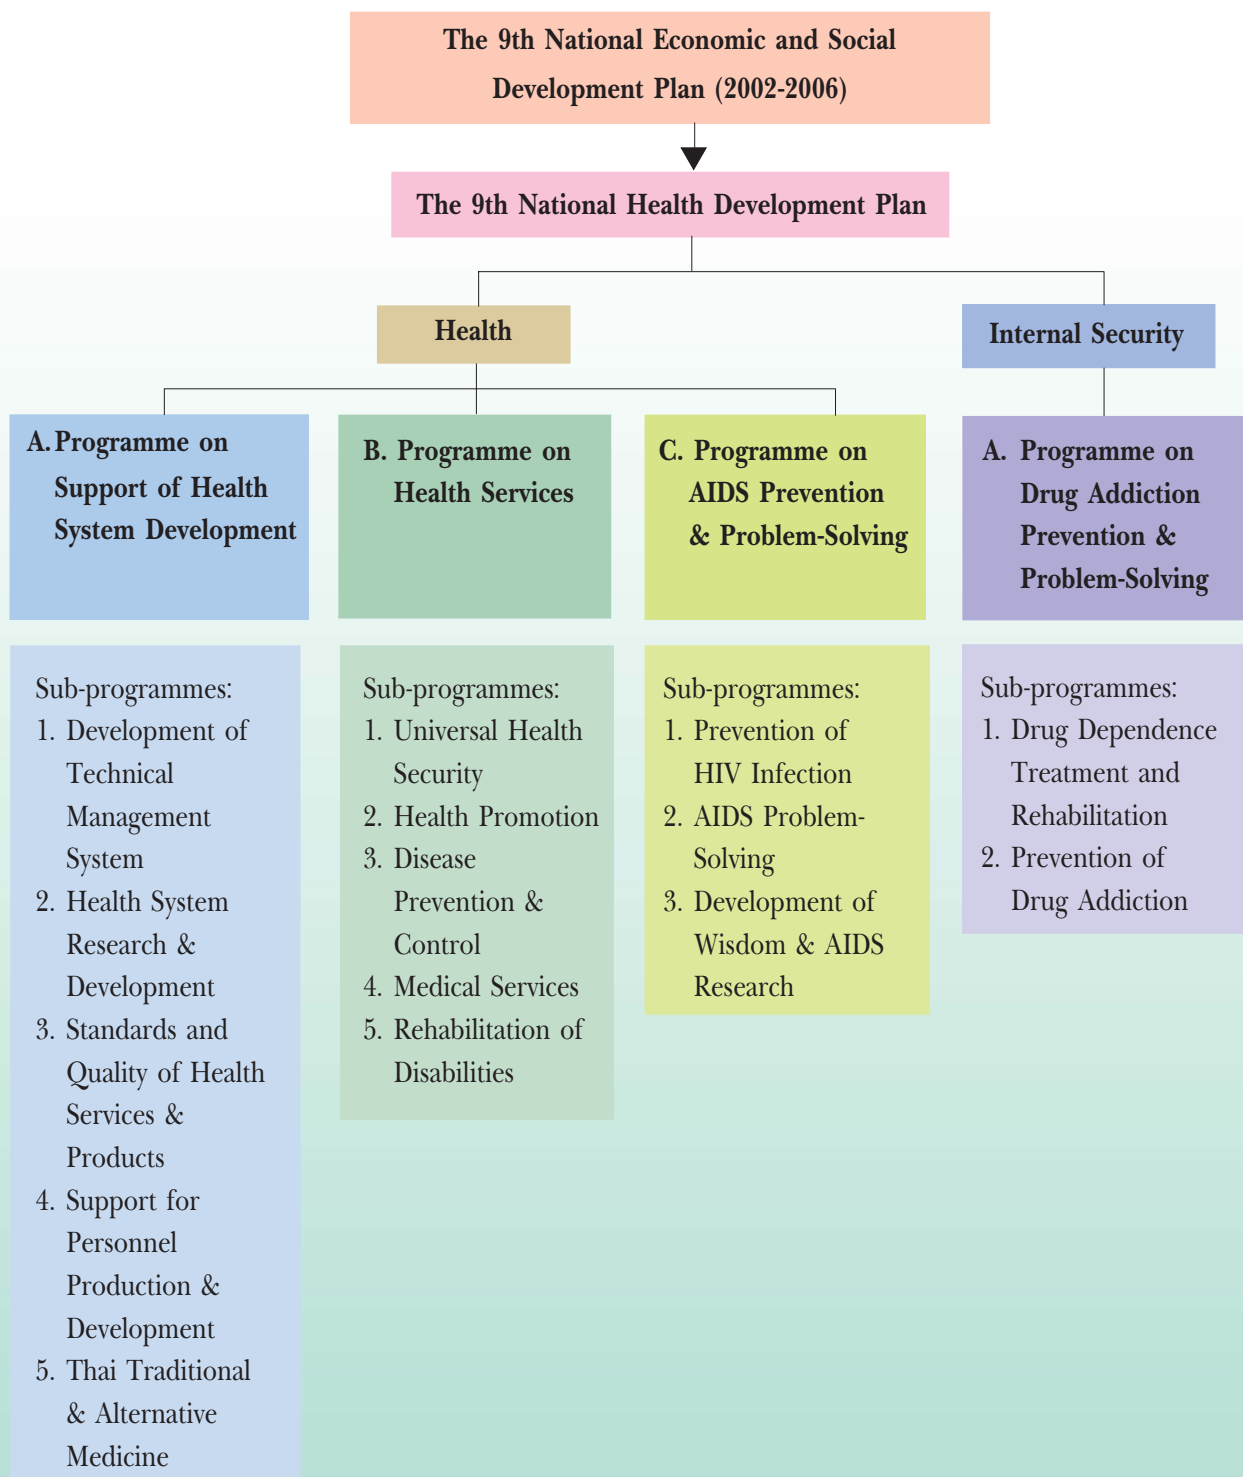 The 9th National Economic and Social
Development Plan (2002-2006)
The 9th National Health Development Plan
Health
Internal Security
A. Programme on
Support of Health
System Development
B. Programme on
Health Services
C. Programme on
AIDS Prevention
& Problem-Solving
A. Programme on
Drug Addiction
Prevention &
Problem-Solving
Sub-programmes:
1. Development of
Technical
Management
System
2. Health System
Research &
Development
3. Standards and
Quality of Health
Services &
Products
4. Support for
Personnel
Production &
Development
5. Thai Traditional
& Alternative
Medicine
Sub-programmes:
1. Universal Health
Security
2. Health Promotion
3. Disease
Prevention &
Control
4. Medical Services
5. Rehabilitation of
Disabilities
Sub-programmes:
1. Prevention of
HIV Infection
2. AIDS Problem-
Solving
3. Development of
Wisdom & AIDS
Research
Sub-programmes:
1. Drug Dependence
Treatment and
Rehabilitation
2. Prevention of
Drug Addiction